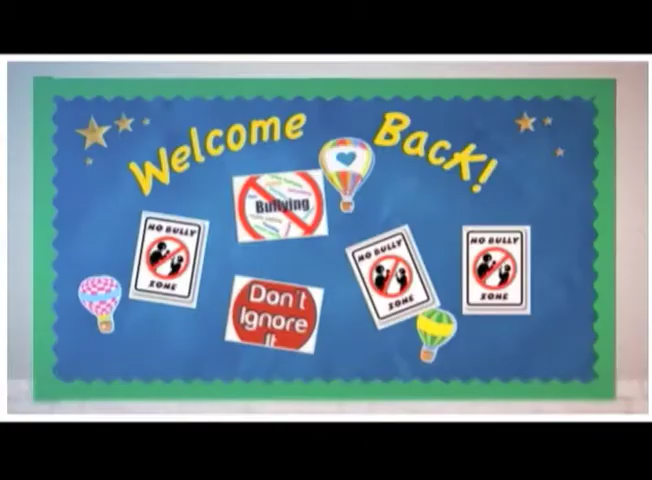 Welcome Back!
Bullying
NO BULLY
ZONE
Don't
Ignore
It
NO BULLY
ZONE
NO BULLY
ZONE